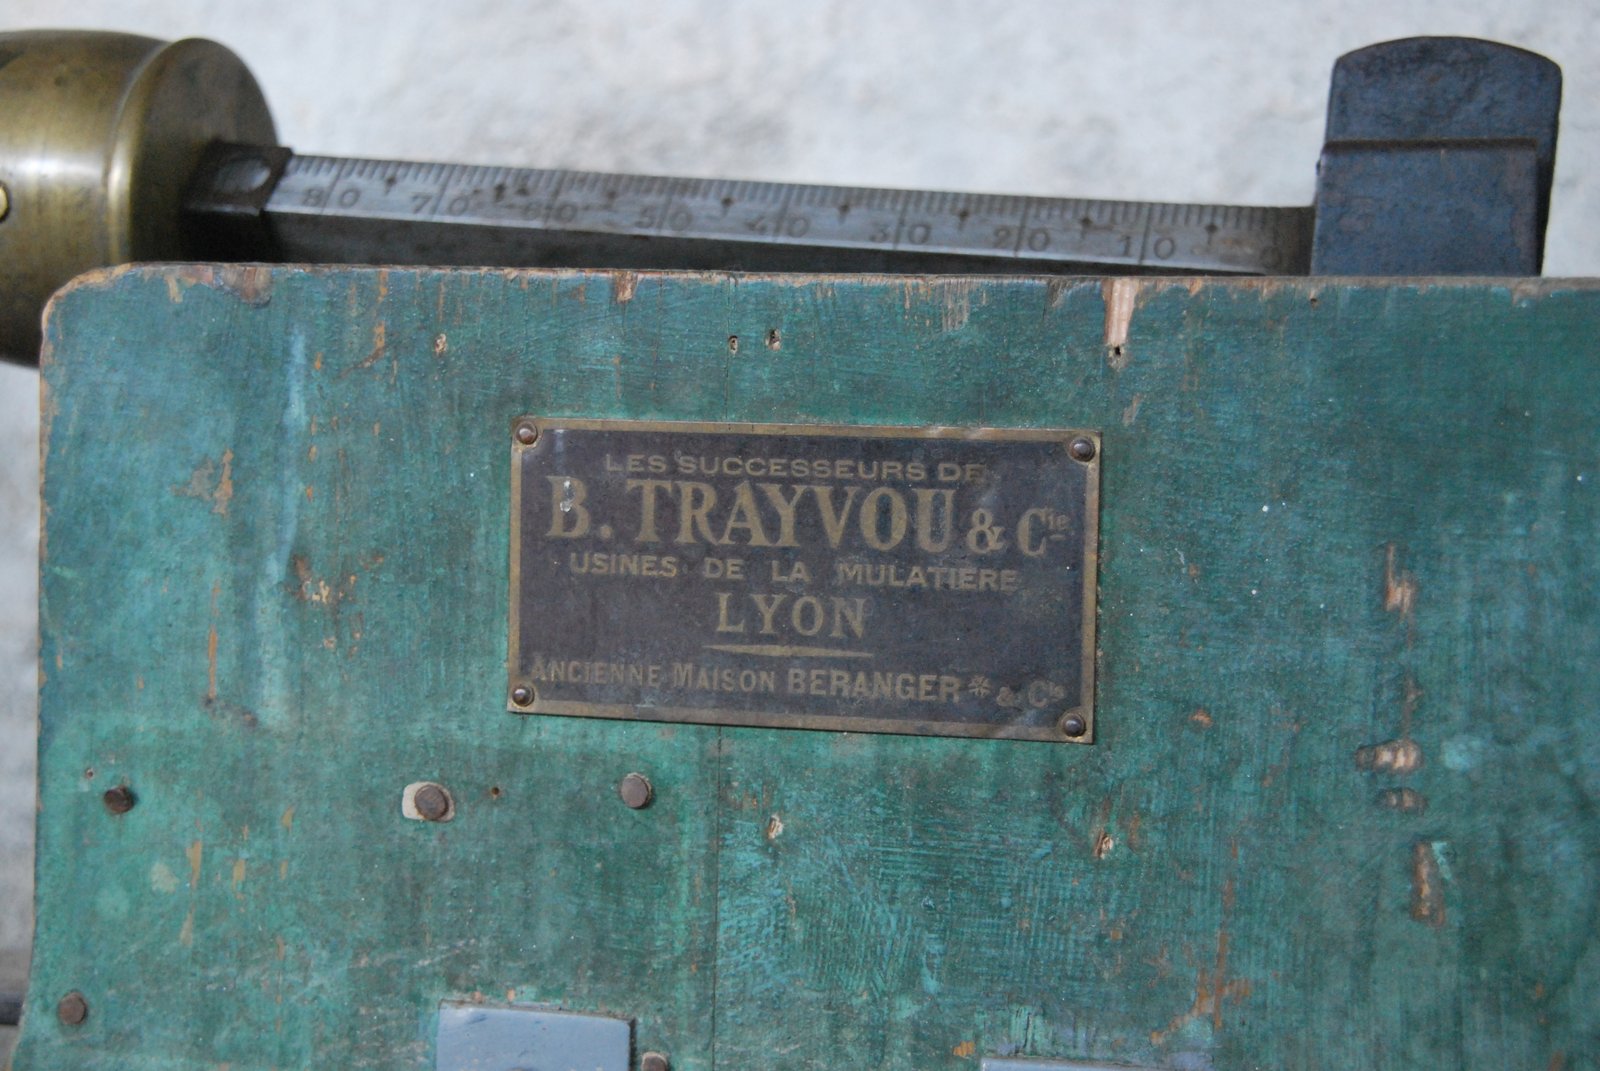 80 70 60 50 40 30 20 10
LES SUCCESSEURS DE
B. TRAYVOU & Cie
USINES DE LA MULATIERE
LYON
ANCIENNE MAISON BERANGER * & Cie